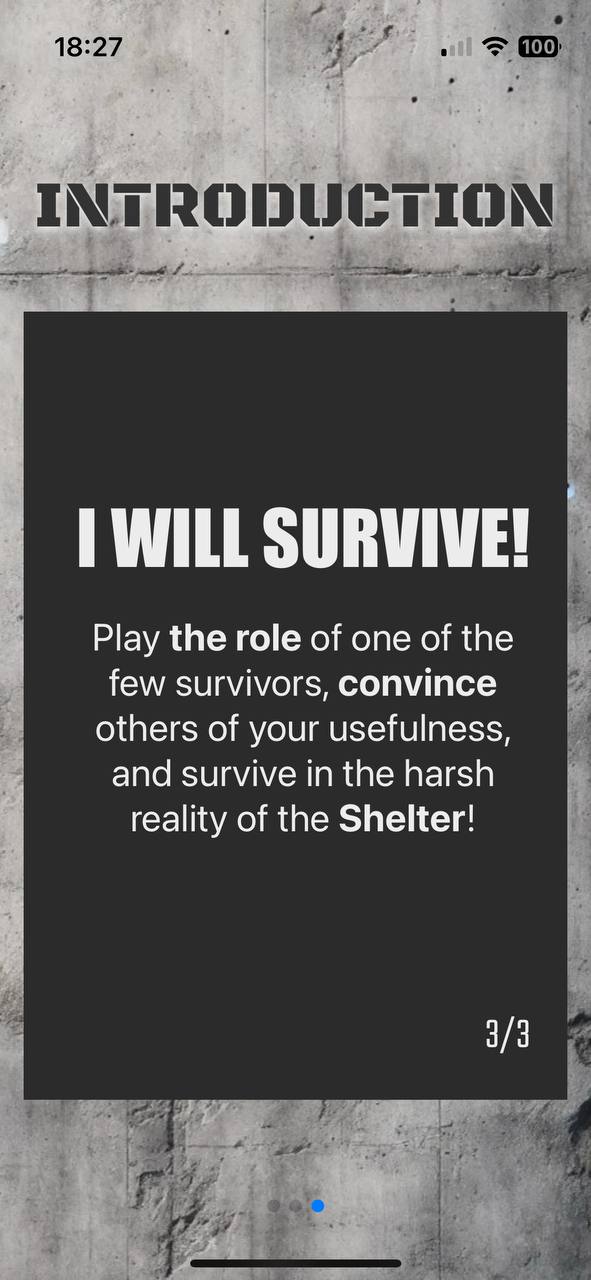 18:27
100
INTRODUCTION
I WILL SURVIVE!
Play the role of one of the
few survivors, convince
others of your usefulness,
and survive in the harsh
reality of the Shelter!
3/3